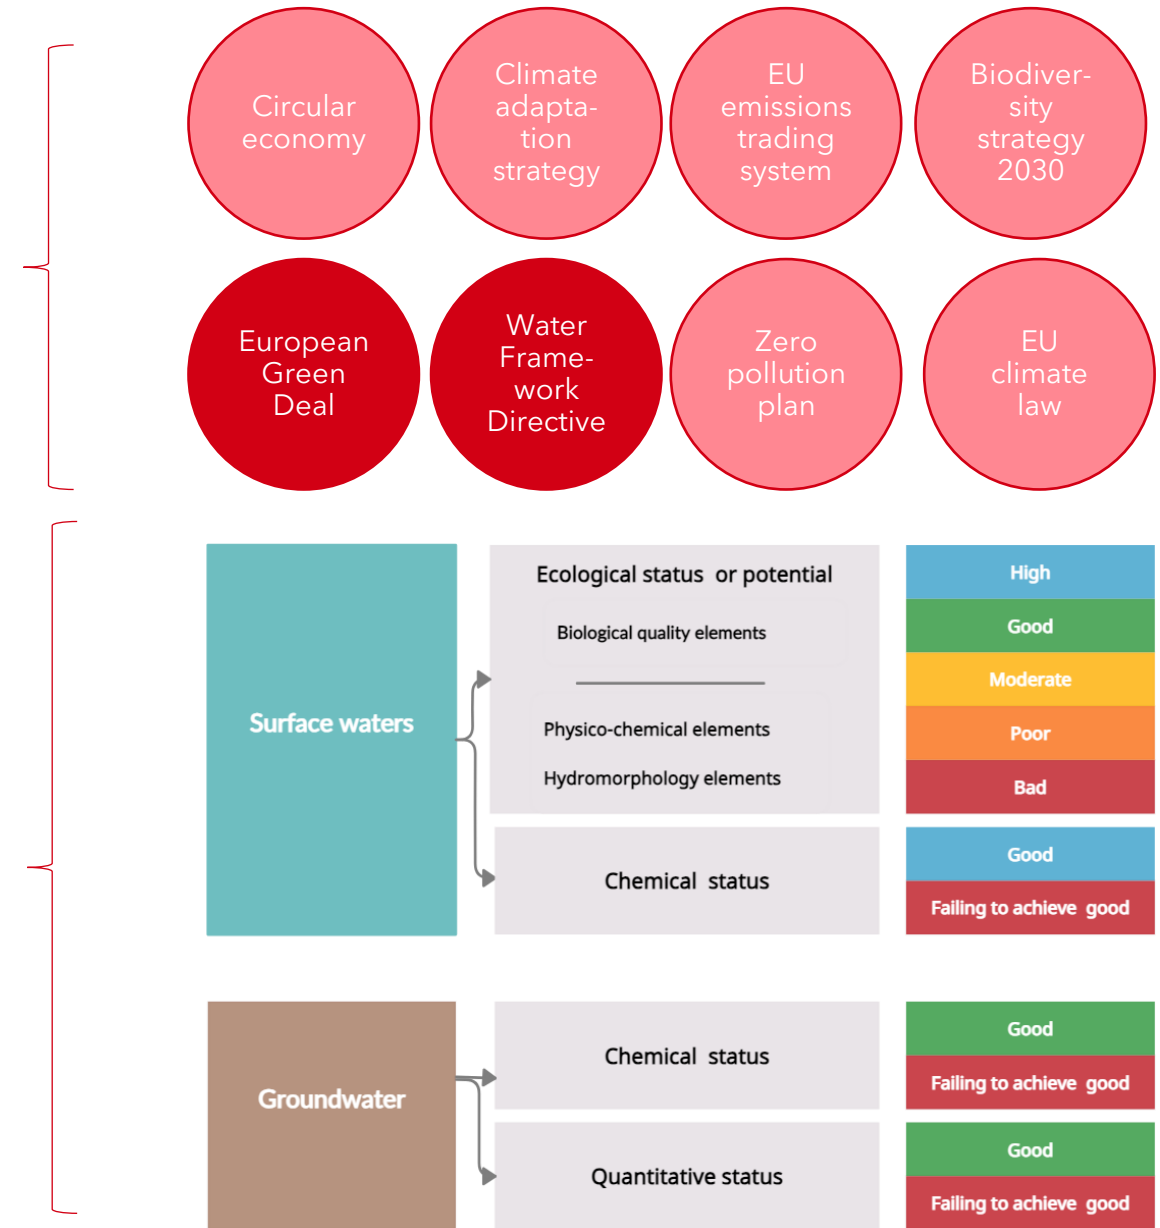 Circular
economy
Climate
adapta-
tion
strategy
EU
emissions
trading
system
Biodiver-
sity
strategy
2030
European
Green
Deal
Water
Frame-
work
Directive
Zero
pollution
plan
EU
climate
law
Surface waters
Ecological status or potential
Biological quality elements
Physico-chemical elements
Hydromorphology elements
High
Good
Moderate
Poor
Bad
Chemical status
Good
Failing to achieve good
Groundwater
Chemical status
Good
Failing to achieve good
Quantitative status
Good
Failing to achieve good